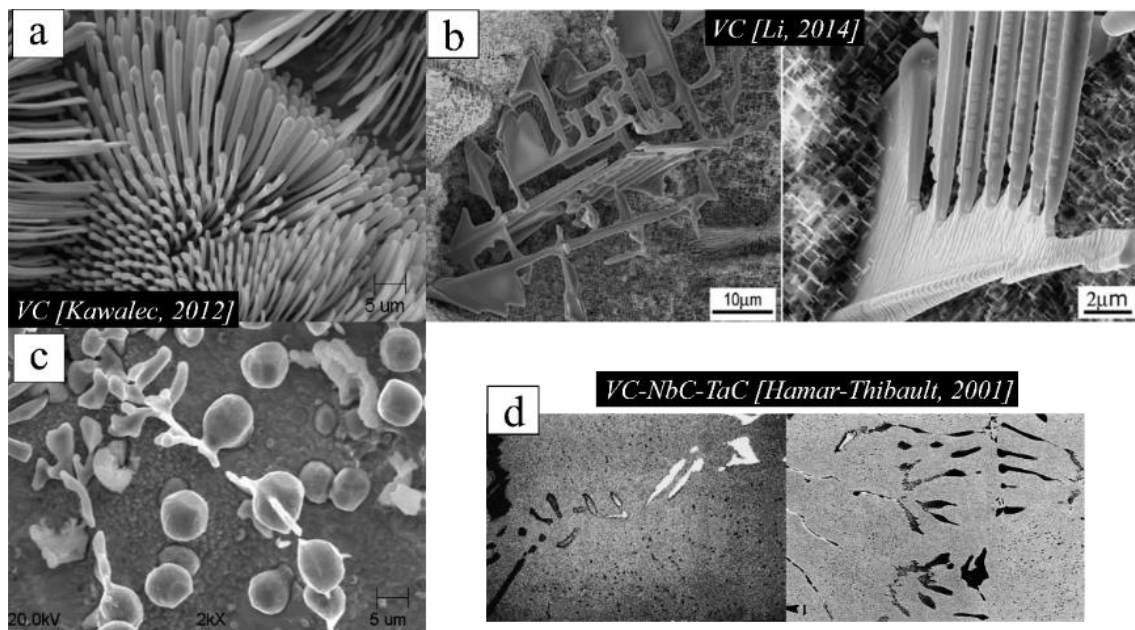 a
5 um
VC [Kawalec, 2012]
b
VC [Li, 2014]
10μm
2μm
c
20.0kV 2kX 5 um
d
VC-NbC-TaC [Hamar-Thibault, 2001]